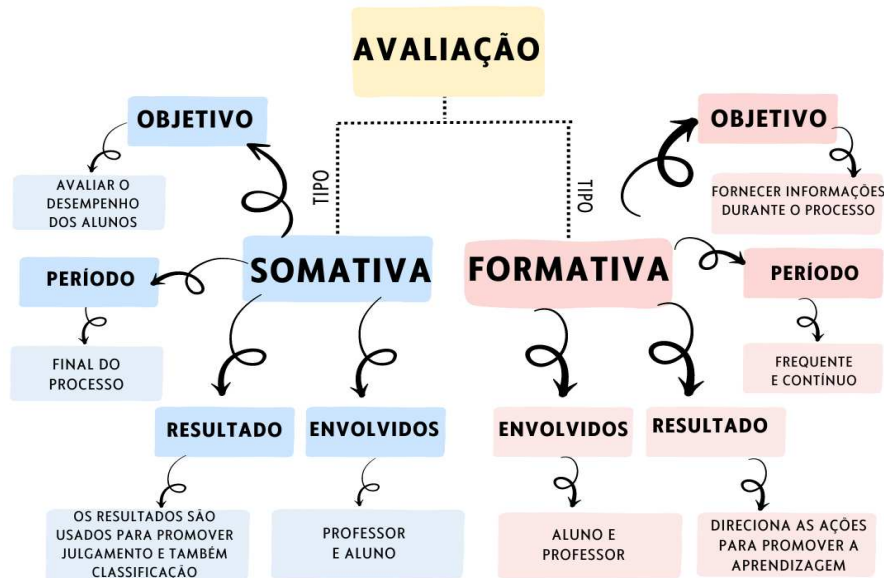 AVALIAÇÃO
TIPO
TIPO
OBJETIVO
AVALIAR O
DESEMPENHO
DOS ALUNOS
SOMATIVA
PERÍODO
FINAL DO
PROCESSO
RESULTADO
OS RESULTADOS SÃO
USADOS PARA PROMOVER
JULGAMENTO E TAMBÉM
CLASSIFICAÇÃO
ENVOLVIDOS
PROFESSOR
E ALUNO
OBJETIVO
FORNECER INFORMAÇÕES
DURANTE O PROCESSO
FORMATIVA
PERÍODO
FREQUENTE
E CONTÍNUO
ENVOLVIDOS
ALUNO E
PROFESSOR
RESULTADO
DIRECIONA AS AÇÕES
PARA PROMOVER A
APRENDIZAGEM